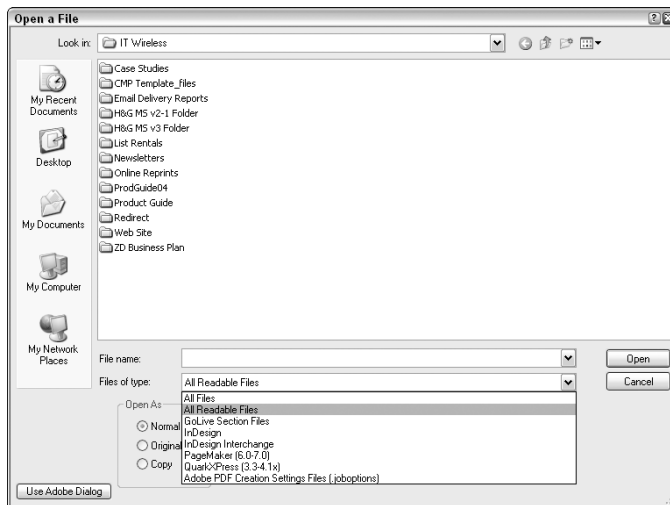 Open a File
Look in:
IT Wireless
My Recent
Documents
Desktop
My Documents
My Computer
My Network
Places
Case Studies
CMP Template_files
Email Delivery Reports
H&G MS v2-1 Folder
H&G MS v3 Folder
List Rentals
Newsletters
Online Reprints
ProdGuide04
Product Guide
Redirect
Web Site
ZD Business Plan
File name:
Open
Files of type:
All Readable Files
Cancel
All Files
All Readable Files
GoLive Section Files
InDesign
InDesign Interchange
PageMaker (6.0-7.0)
QuarkXPress (3.3-4.1x)
Adobe PDF Creation Settings Files (.joboptions)
Open As
Normal
Original
Copy
Use Adobe Dialog